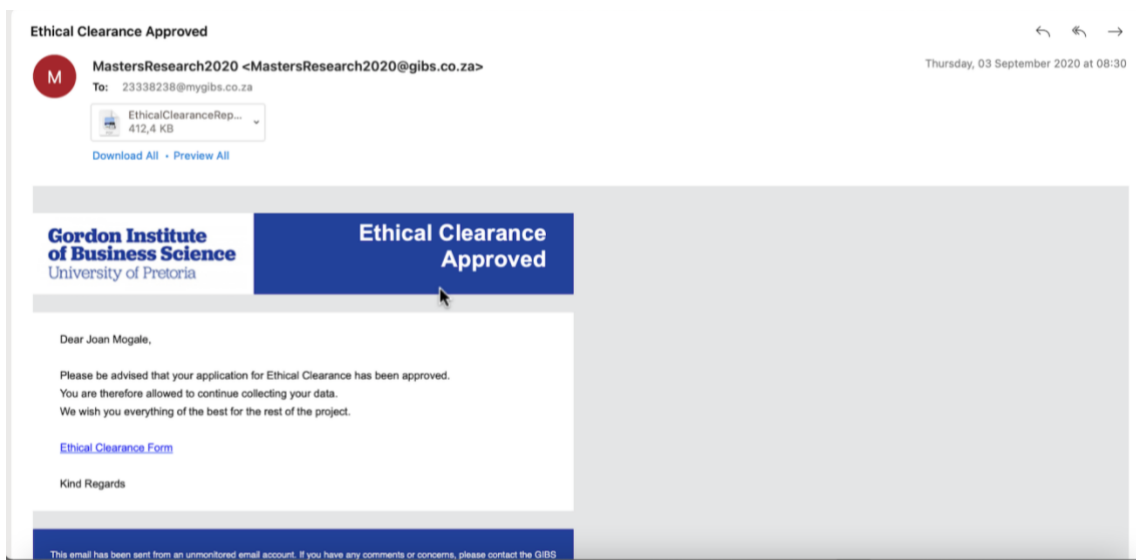 Ethical Clearance Approved
MastersResearch2020 <MastersResearch2020@gibs.co.za>
Thursday, 03 September 2020 at 08:30
M
To: 23338238@mygibs.co.za
EthicalClearanceRep...
412,4 KB
Download All • Preview All
Gordon Institute
of Business Science
University of Pretoria
Ethical Clearance
Approved
Dear Joan Mogale,
Please be advised that your application for Ethical Clearance has been approved.
You are therefore allowed to continue collecting your data.
We wish you everything of the best for the rest of the project.
Ethical Clearance Form
Kind Regards
This email has been sent from an unmonitored email account. If you have any comments or concerns, please contact the GIBS